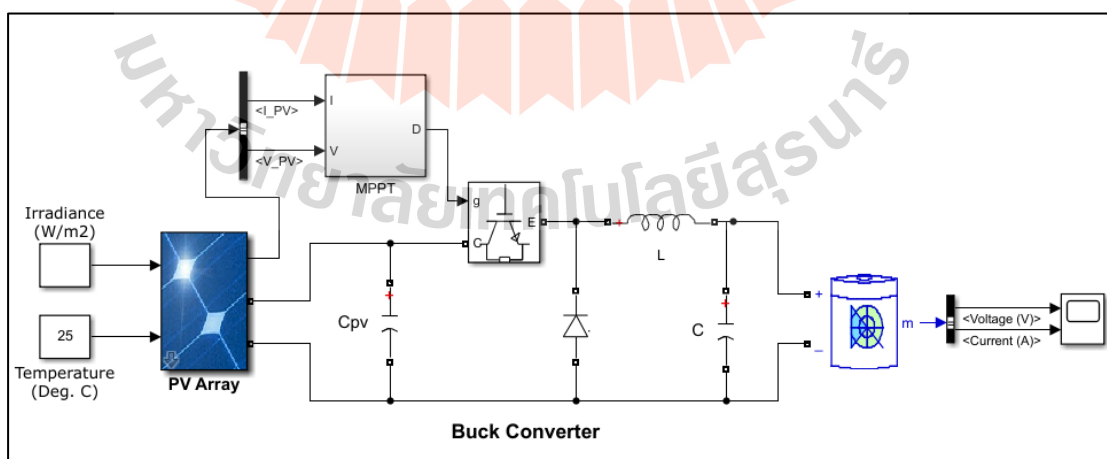 มหาวิทยาลัยเทคโนโลยีสุรนารี
I
<I_PV>
V
<V_PV>
D
MPPT
Irradiance
(W/m2)
25
Temperature
(Deg. C)
PV Array
g
C
E
Cpv
L
C
+
_
m
<Voltage (V)>
<Current (A)>
Buck Converter